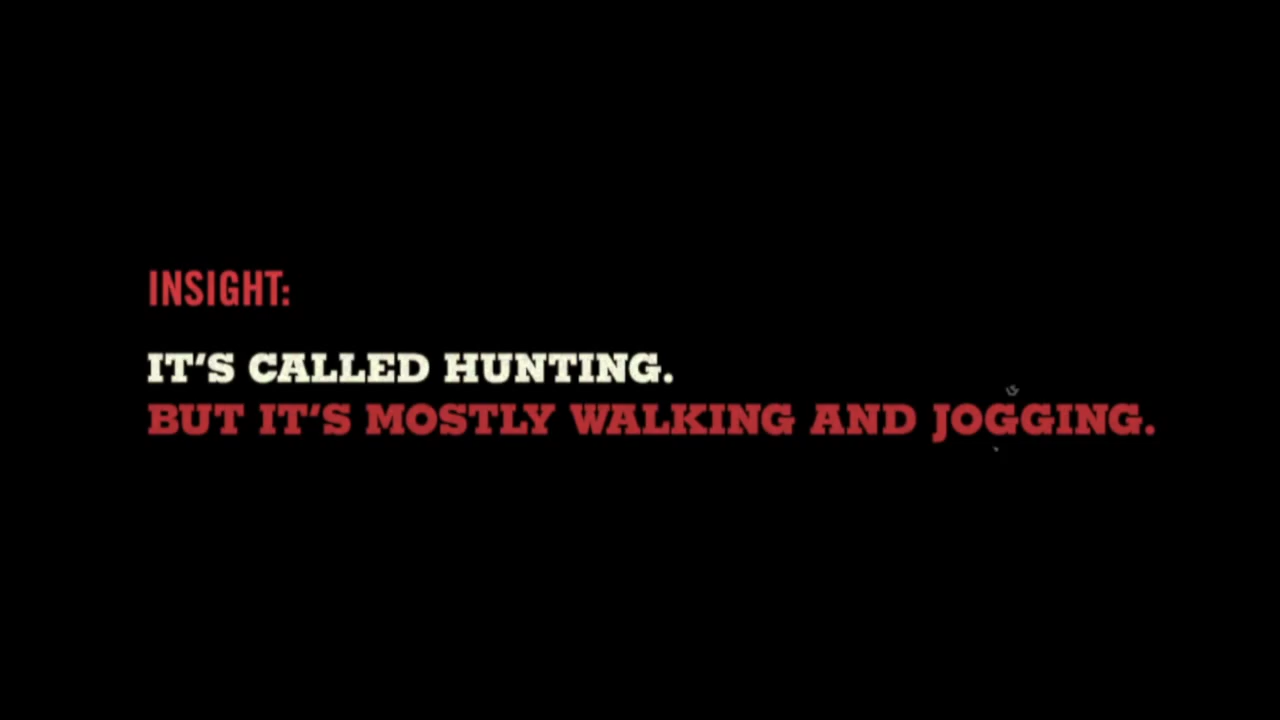 INSIGHT:
IT'S CALLED HUNTING.
BUT IT'S MOSTLY WALKING AND JOGGING.